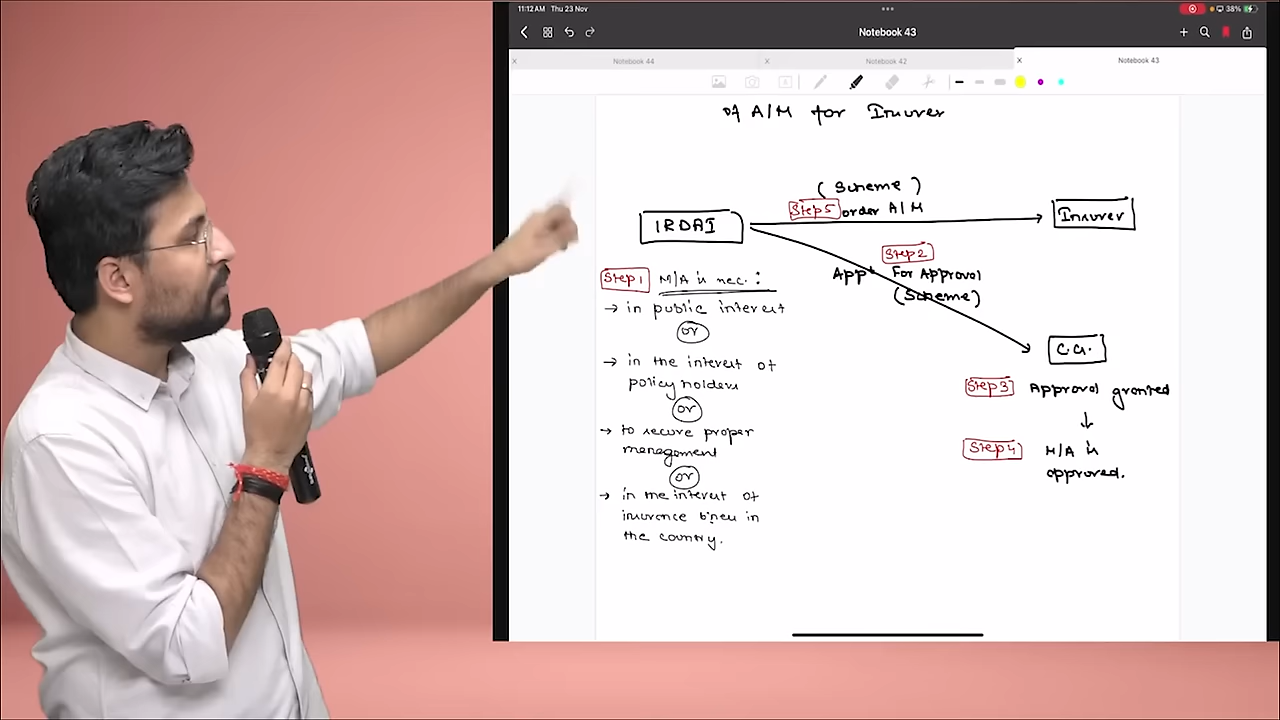 11:12 AM Thu 23 Nov
38%
Notebook 43
Notebook 44
Notebook 42
Notebook 43
of A/M for Insurer
(Scheme)
Step 5 order A/M
IRDAI
Insurer
Step 2
Appⁿ For Approval
(Scheme)
Step 1 M/A is nec. :
→ in public interest
or
→ in the interest of
policy holders
or
→ to secure proper
management
or
→ in the interest of
insurance b'nes in
the country.
C.G.
Step 3 Approval granted
↓
Step 4 M/A is
approved.